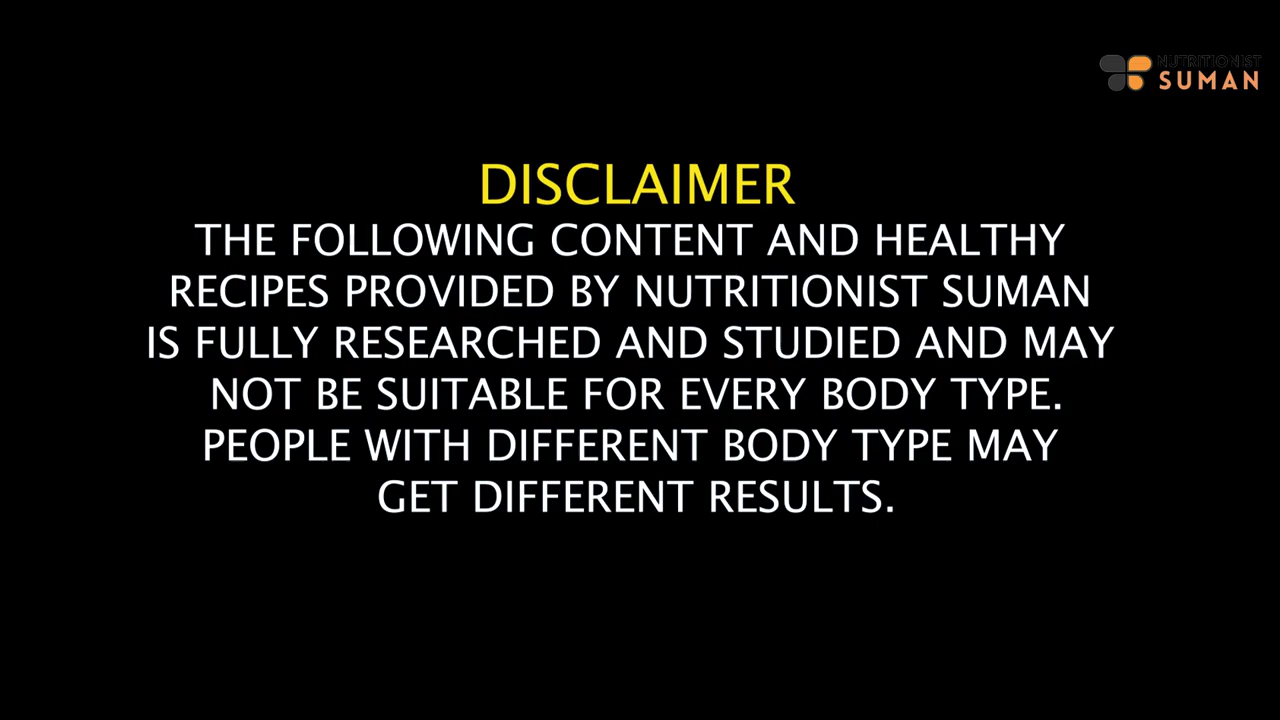 NUTRITIONIST
SUMAN
DISCLAIMER
THE FOLLOWING CONTENT AND HEALTHY
RECIPES PROVIDED BY NUTRITIONIST SUMAN
IS FULLY RESEARCHED AND STUDIED AND MAY
NOT BE SUITABLE FOR EVERY BODY TYPE.
PEOPLE WITH DIFFERENT BODY TYPE MAY
GET DIFFERENT RESULTS.